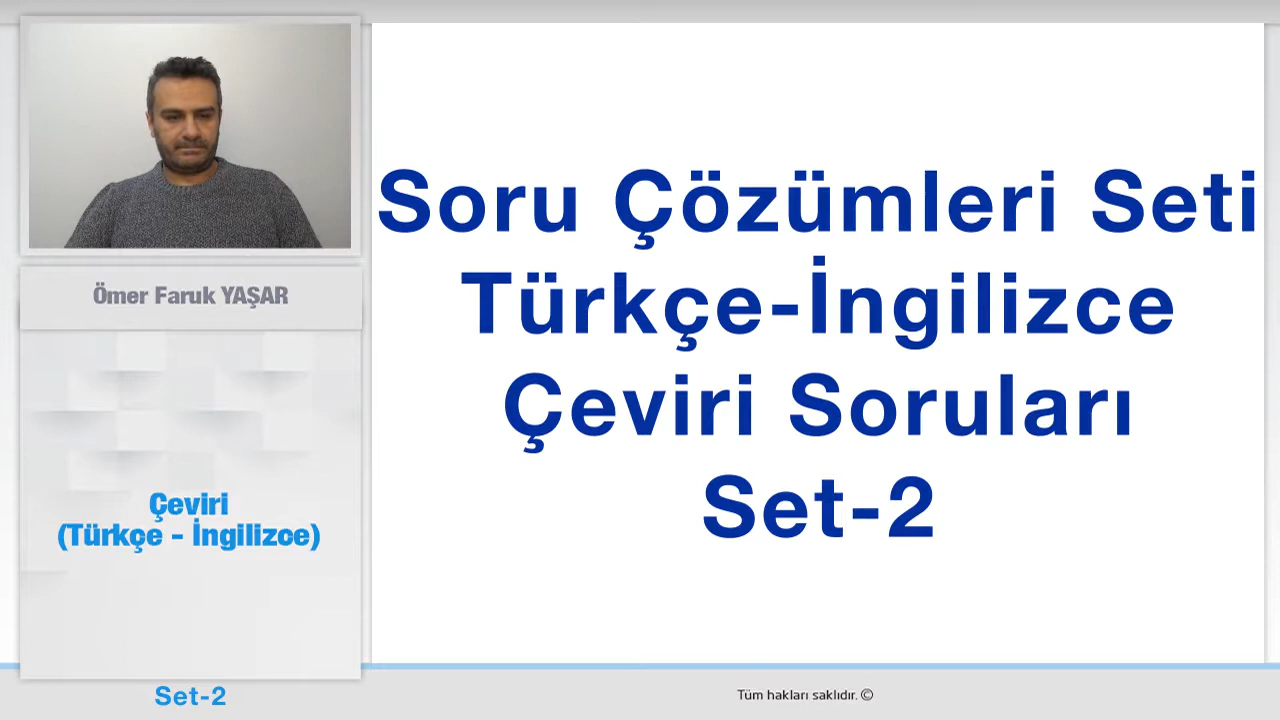 Ömer Faruk YAŞAR
Çeviri
(Türkçe - İngilizce)
Set-2
Soru Çözümleri Seti
Türkçe-İngilizce
Çeviri Soruları
Set-2
Tüm hakları saklıdır. ©